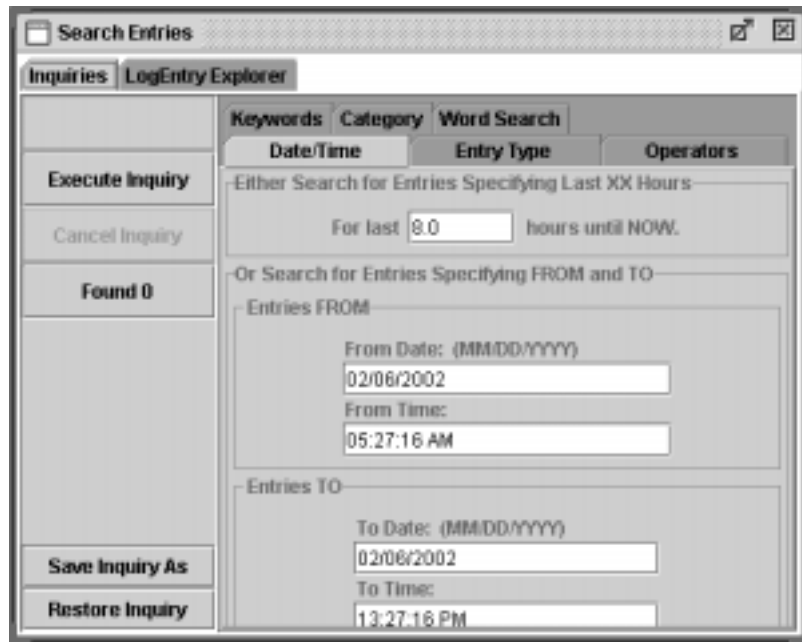 Search Entries
Inquiries LogEntry Explorer
Keywords Category Word Search
Date/Time Entry Type Operators
Execute Inquiry
Cancel Inquiry
Found 0
Save Inquiry As
Restore Inquiry
Either Search for Entries Specifying Last XX Hours
For last 8.0 hours until NOW.
Or Search for Entries Specifying FROM and TO
Entries FROM
From Date: (MM/DD/YYYY)
02/06/2002
From Time:
05:27:16 AM
Entries TO
To Date: (MM/DD/YYYY)
02/06/2002
To Time:
13:27:16 PM